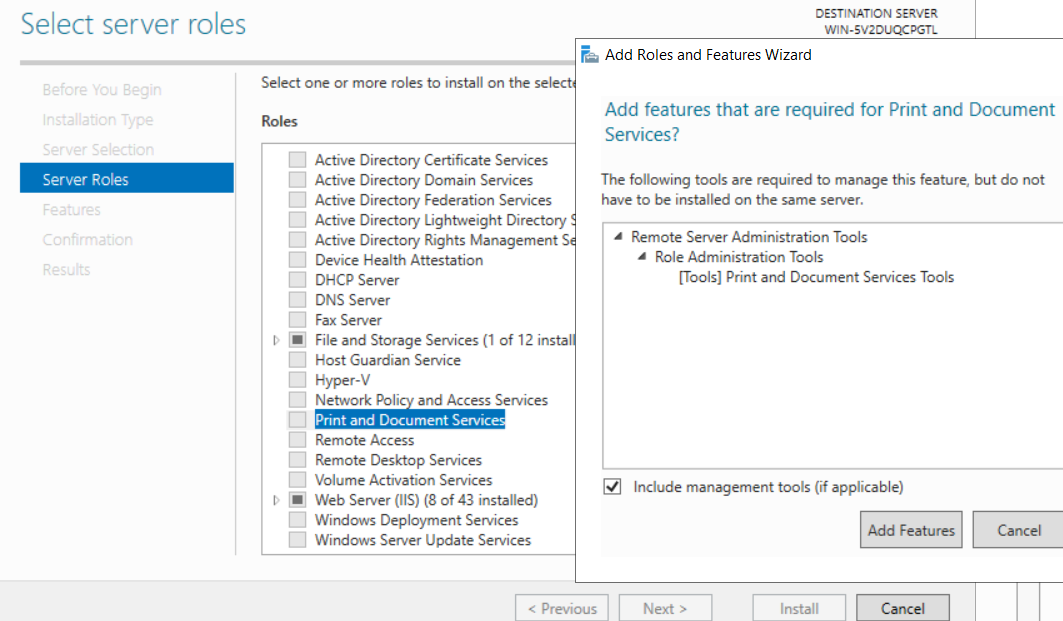 Select server roles
DESTINATION SERVER
WIN-5V2DUQCPGTL
Before You Begin
Installation Type
Server Selection
Server Roles
Features
Confirmation
Results
Select one or more roles to install on the selecte
Roles
Active Directory Certificate Services
Active Directory Domain Services
Active Directory Federation Services
Active Directory Lightweight Directory S
Active Directory Rights Management Se
Device Health Attestation
DHCP Server
DNS Server
Fax Server
File and Storage Services (1 of 12 install
Host Guardian Service
Hyper-V
Network Policy and Access Services
Print and Document Services
Remote Access
Remote Desktop Services
Volume Activation Services
Web Server (IIS) (8 of 43 installed)
Windows Deployment Services
Windows Server Update Services
< Previous
Next >
Install
Cancel
Add Roles and Features Wizard
Add features that are required for Print and Document
Services?
The following tools are required to manage this feature, but do not
have to be installed on the same server.
Remote Server Administration Tools
Role Administration Tools
[Tools] Print and Document Services Tools
Include management tools (if applicable)
Add Features
Cancel